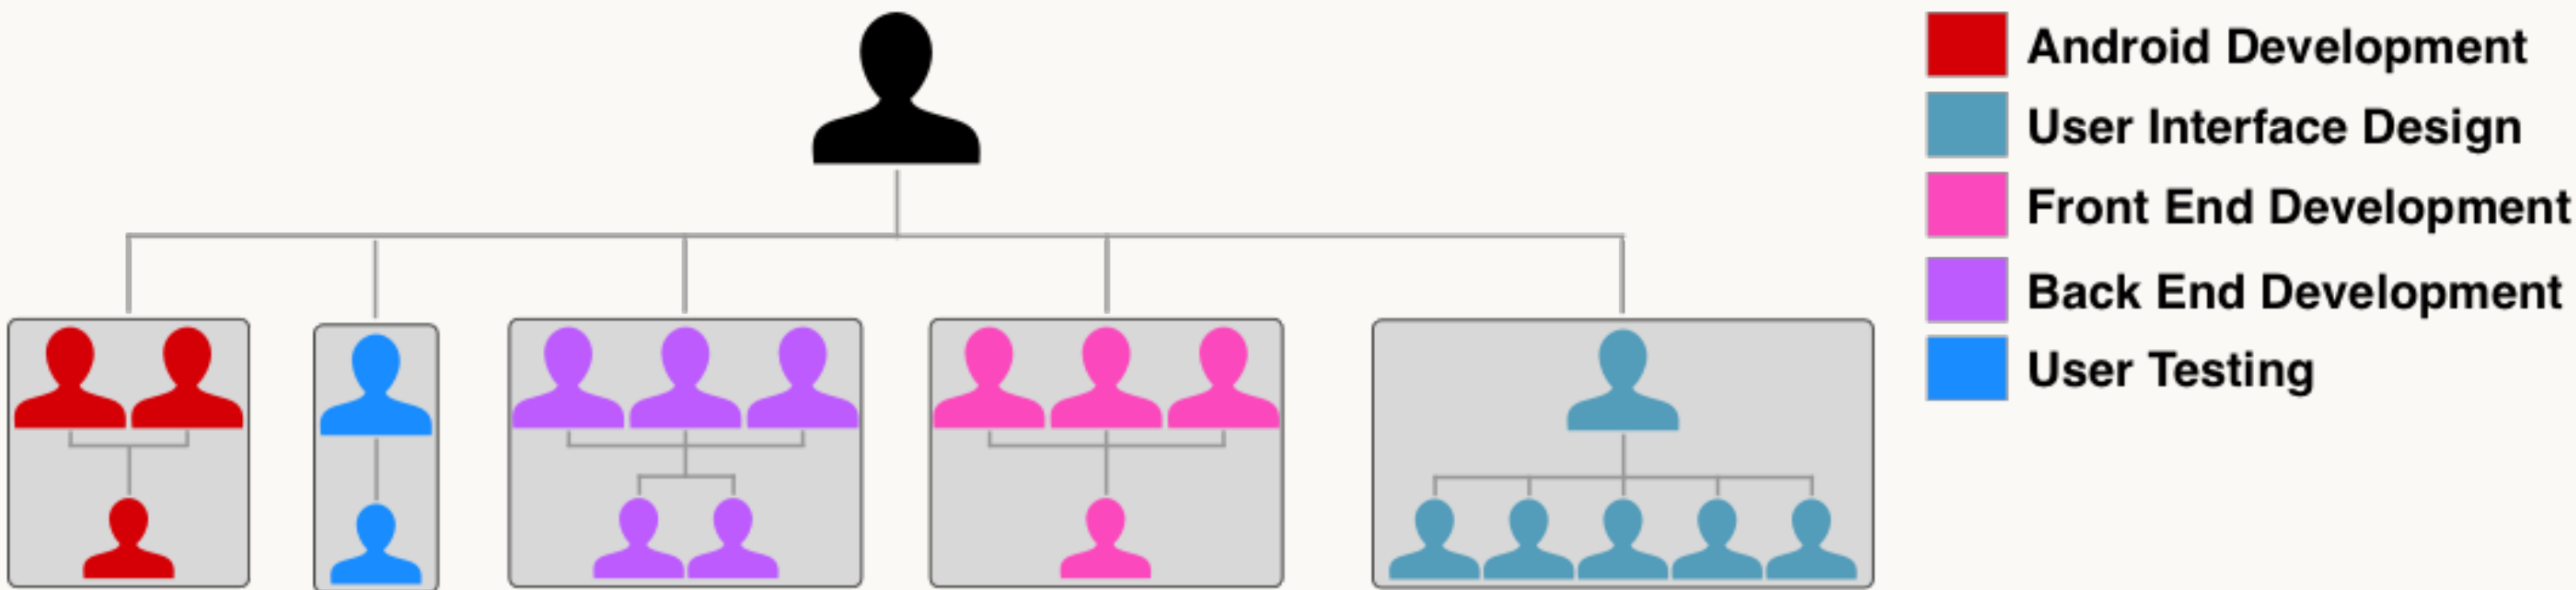 Android Development
User Interface Design
Front End Development
Back End Development
User Testing